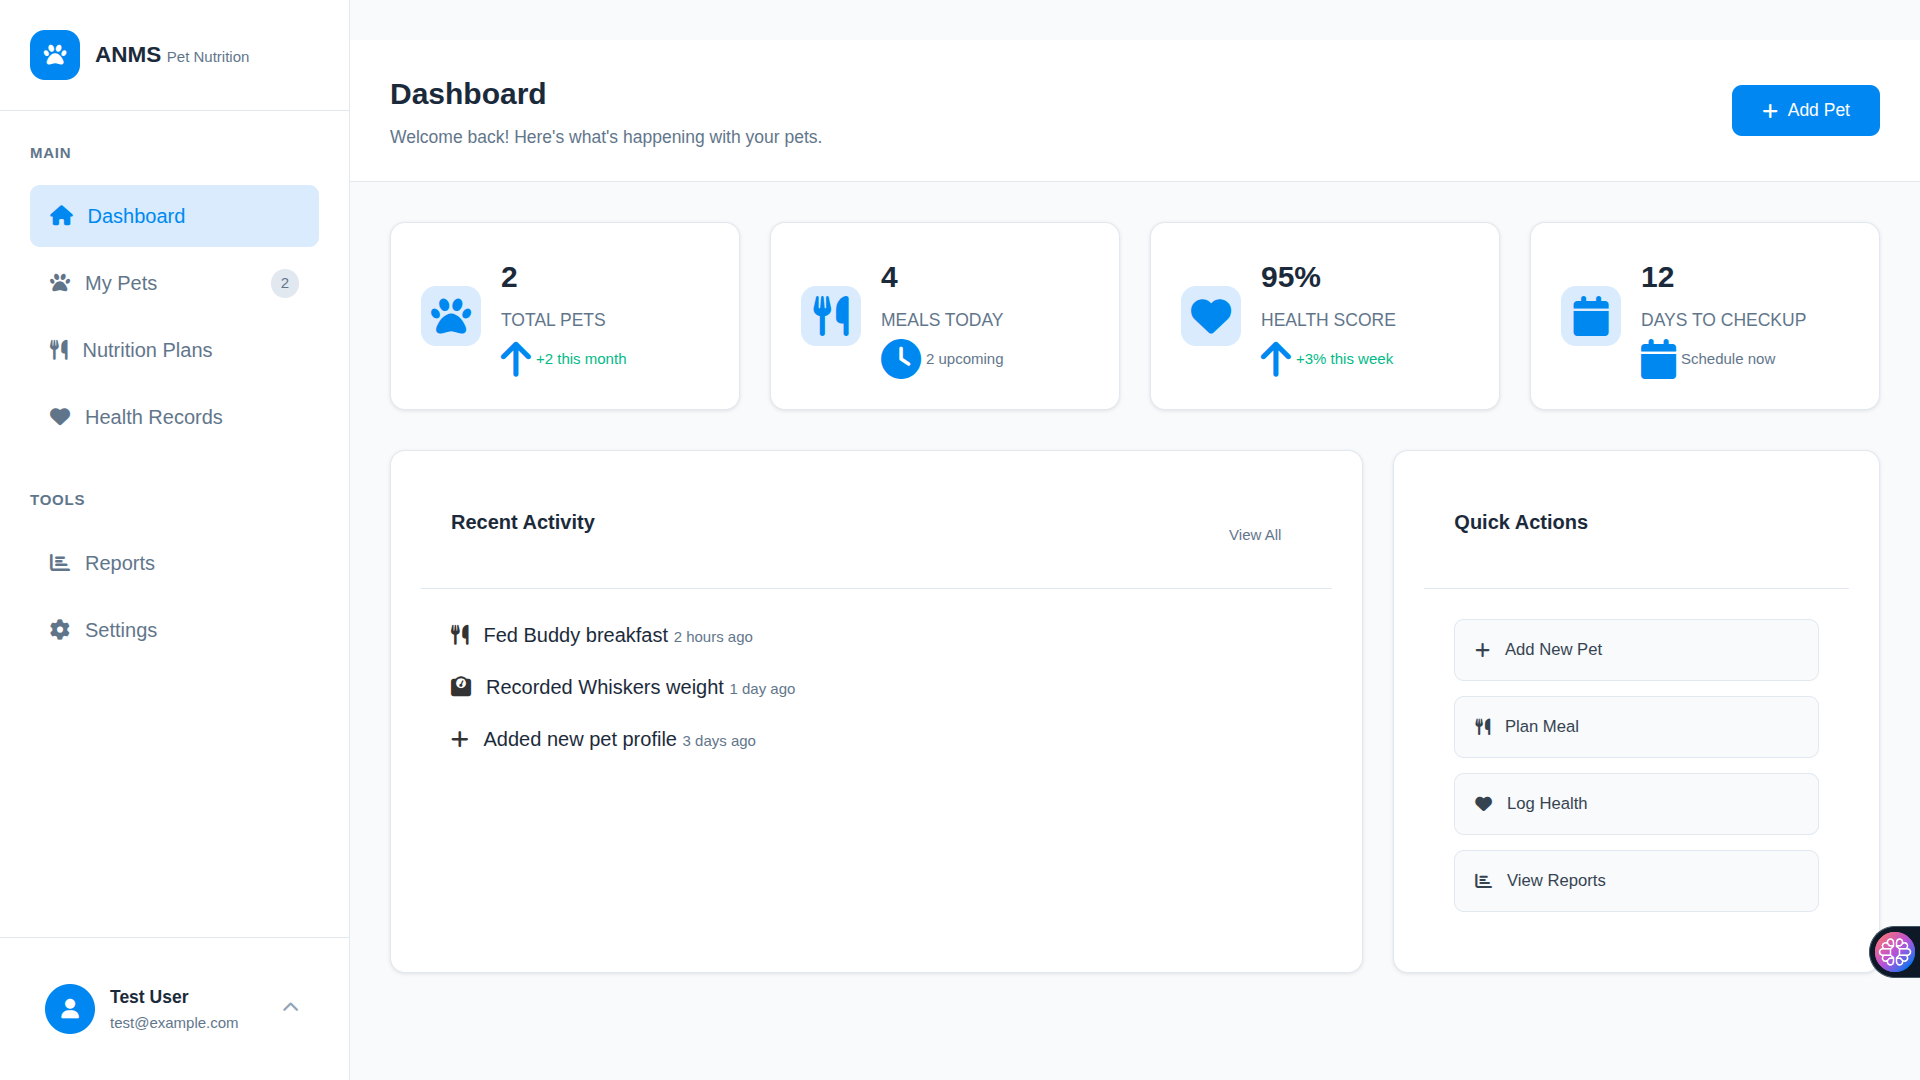 ANMS Pet Nutrition
MAIN
Dashboard
My Pets 2
Nutrition Plans
Health Records
TOOLS
Reports
Settings
Test User
test@example.com
Dashboard
Welcome back! Here's what's happening with your pets.
Add Pet
2
TOTAL PETS
+2 this month
4
MEALS TODAY
2 upcoming
95%
HEALTH SCORE
+3% this week
12
DAYS TO CHECKUP
Schedule now
Recent Activity
View All
Fed Buddy breakfast 2 hours ago
Recorded Whiskers weight 1 day ago
Added new pet profile 3 days ago
Quick Actions
Add New Pet
Plan Meal
Log Health
View Reports